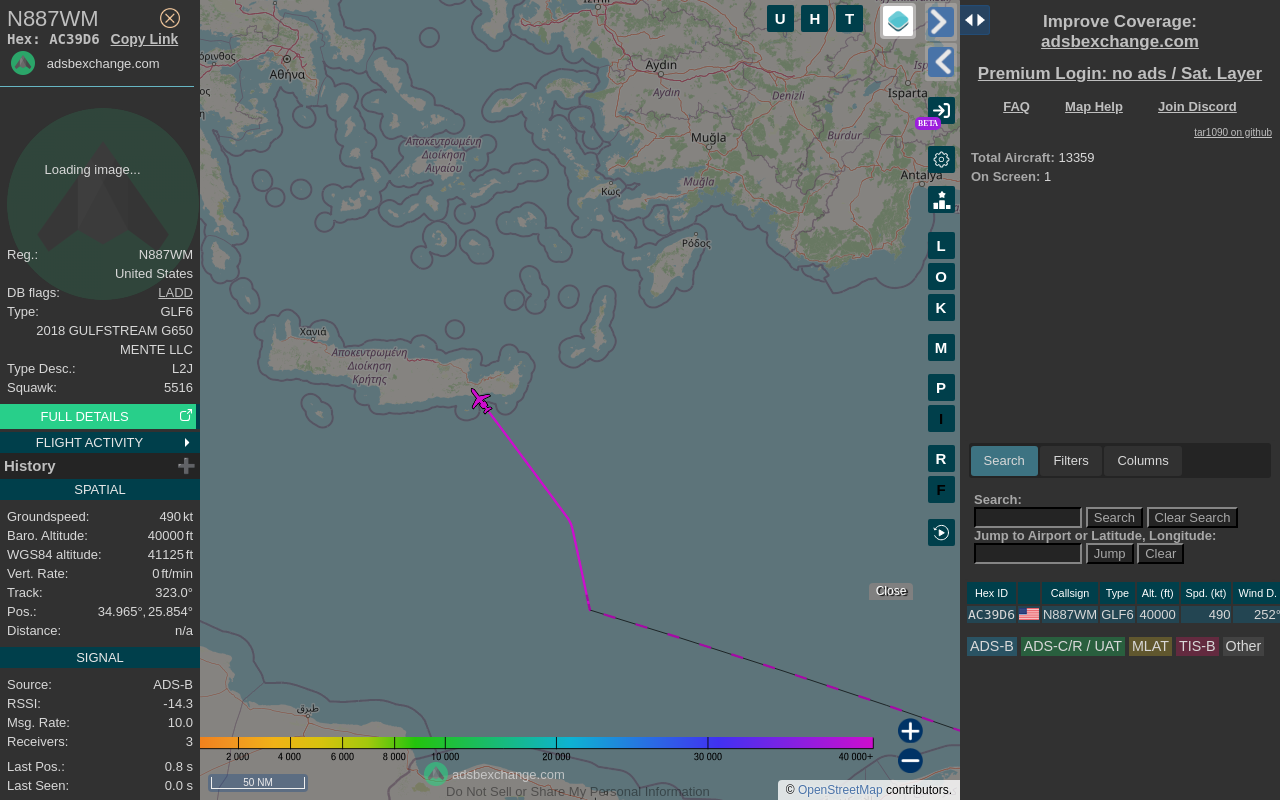 N887WM
Hex: AC39D6 Copy Link
adsbexchange.com
Loading image...
Reg.: N887WM
United States
DB flags: LADD
Type: GLF6
2018 GULFSTREAM G650
MENTE LLC
Type Desc.: L2J
Squawk: 5516
FULL DETAILS
FLIGHT ACTIVITY
History
SPATIAL
Groundspeed: 490 kt
Baro. Altitude: 40000 ft
WGS84 altitude: 41125 ft
Vert. Rate: 0 ft/min
Track: 323.0°
Pos.: 34.965°, 25.854°
Distance: n/a
SIGNAL
Source: ADS-B
RSSI: -14.3
Msg. Rate: 10.0
Receivers: 3
Last Pos.: 0.8 s
Last Seen: 0.0 s
U H T
Αθήνα
Aydın
Aydın
Denizli
Isparta
Muğla
Burdur
Muğla
Antalya
Αποκεντρωμένη
Διοίκηση
Αιγαίου
Κως
Ρόδος
Χανιά
Αποκεντρωμένη
Διοίκηση
Κρήτης
طبرق
BETA
L
O
K
M
P
I
R
F
Close
2 000 4 000 6 000 8 000 10 000 20 000 30 000 40 000+
50 NM
adsbexchange.com
Do Not Sell or Share My Personal Information
© OpenStreetMap contributors.
Improve Coverage:
adsbexchange.com
Premium Login: no ads / Sat. Layer
FAQ Map Help Join Discord
tar1090 on github
Total Aircraft: 13359
On Screen: 1
Search Filters Columns
Search:
Search Clear Search
Jump to Airport or Latitude, Longitude:
Jump Clear
Hex ID Callsign Type Alt. (ft) Spd. (kt) Wind D.
AC39D6 N887WM GLF6 40000 490 252°
ADS-B ADS-C/R / UAT MLAT TIS-B Other